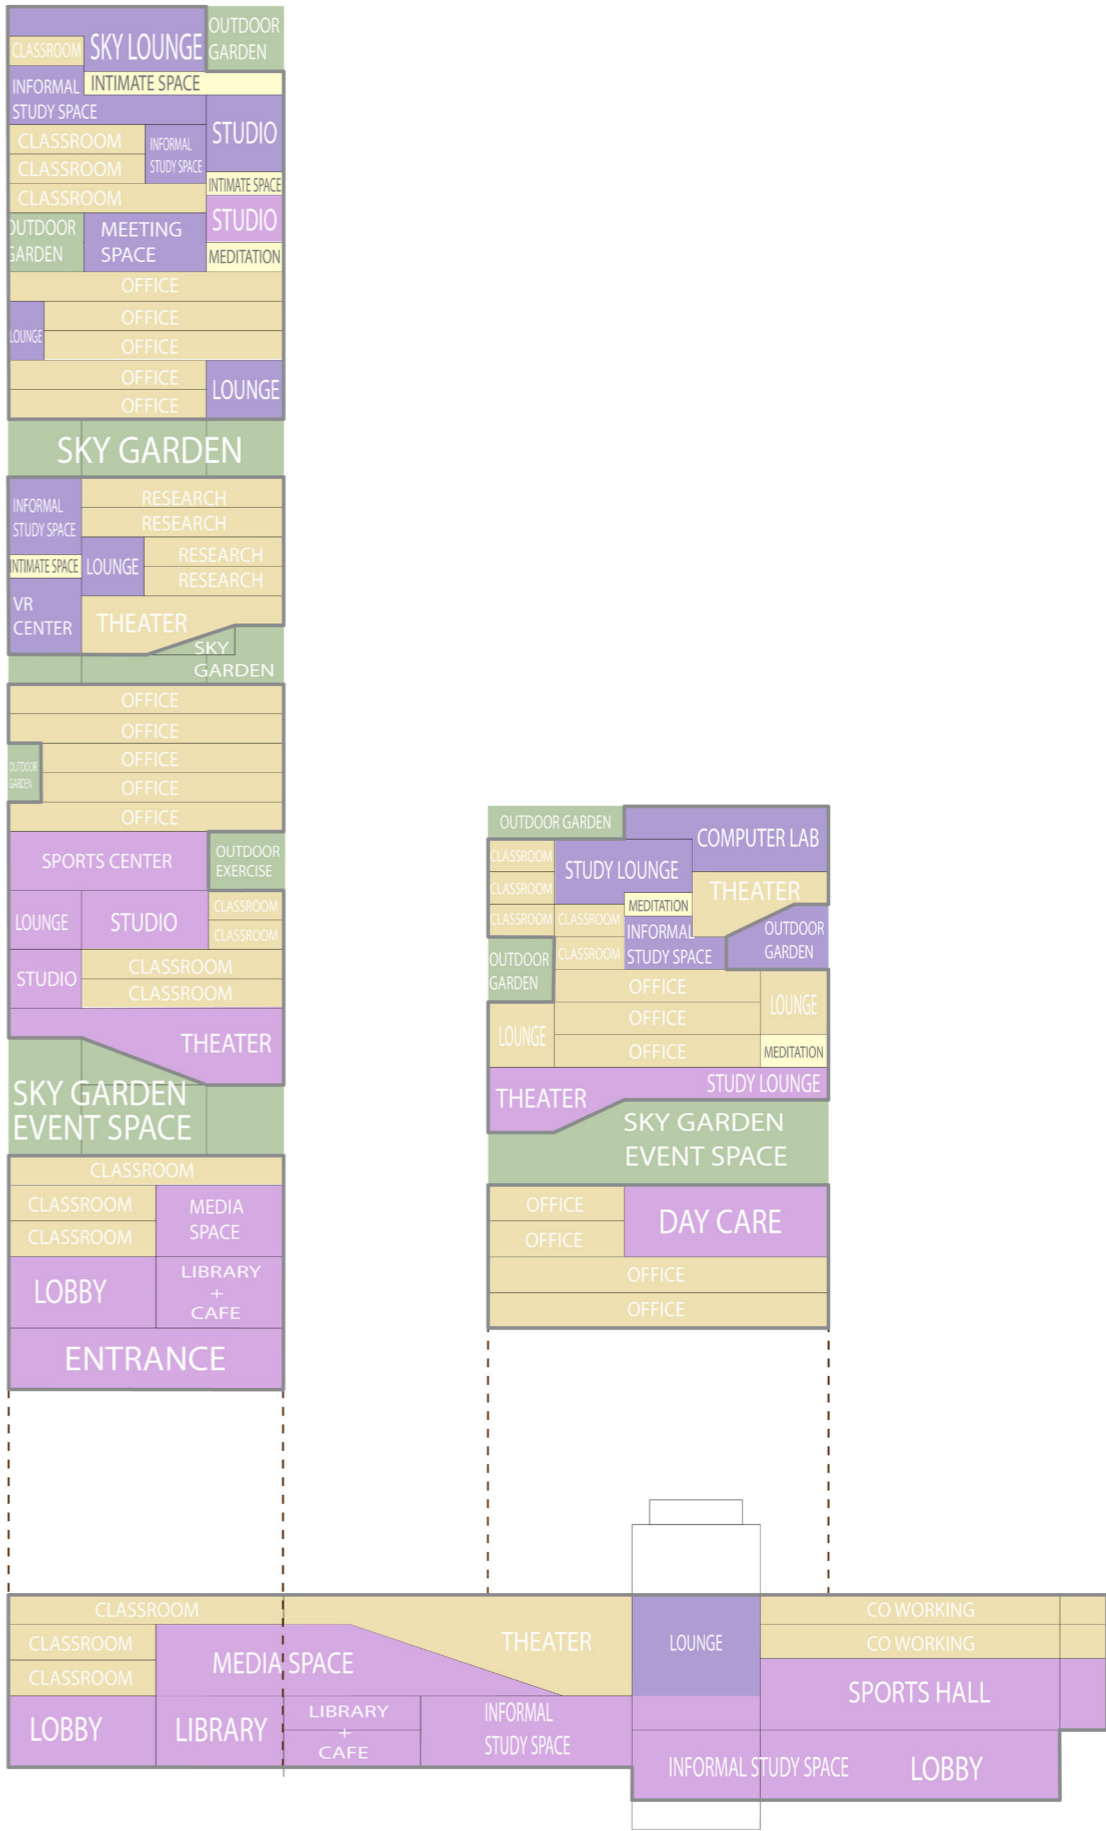 SKY LOUNGE
OUTDOOR
GARDEN
CLASSROOM
INFORMAL
STUDY SPACE
INTIMATE SPACE
STUDIO
CLASSROOM
CLASSROOM
INFORMAL
STUDY SPACE
CLASSROOM
INTIMATE SPACE
STUDIO
OUTDOOR
GARDEN
MEETING
SPACE
MEDITATION
OFFICE
OFFICE
LOUNGE
OFFICE
OFFICE
LOUNGE
OFFICE
SKY GARDEN
INFORMAL
STUDY SPACE
RESEARCH
RESEARCH
INTIMATE SPACE
LOUNGE
RESEARCH
RESEARCH
VR
CENTER
THEATER
SKY
GARDEN
OFFICE
OFFICE
OFFICE
OUTDOOR
GARDEN
OFFICE
OFFICE
SPORTS CENTER
OUTDOOR
EXERCISE
LOUNGE
STUDIO
CLASSROOM
CLASSROOM
STUDIO
CLASSROOM
CLASSROOM
THEATER
SKY GARDEN
EVENT SPACE
CLASSROOM
CLASSROOM
CLASSROOM
MEDIA
SPACE
LOBBY
LIBRARY
+
CAFE
ENTRANCE
OUTDOOR GARDEN
COMPUTER LAB
CLASSROOM
CLASSROOM
STUDY LOUNGE
THEATER
MEDITATION
CLASSROOM
CLASSROOM
INFORMAL
STUDY SPACE
OUTDOOR
GARDEN
CLASSROOM
OUTDOOR
GARDEN
OFFICE
LOUNGE
OFFICE
LOUNGE
OFFICE
MEDITATION
THEATER
STUDY LOUNGE
SKY GARDEN
EVENT SPACE
OFFICE
OFFICE
DAY CARE
OFFICE
OFFICE
CLASSROOM
CLASSROOM
CLASSROOM
MEDIA SPACE
THEATER
LOUNGE
CO WORKING
CO WORKING
SPORTS HALL
LOBBY
LIBRARY
LIBRARY
+
CAFE
INFORMAL
STUDY SPACE
INFORMAL STUDY SPACE
LOBBY